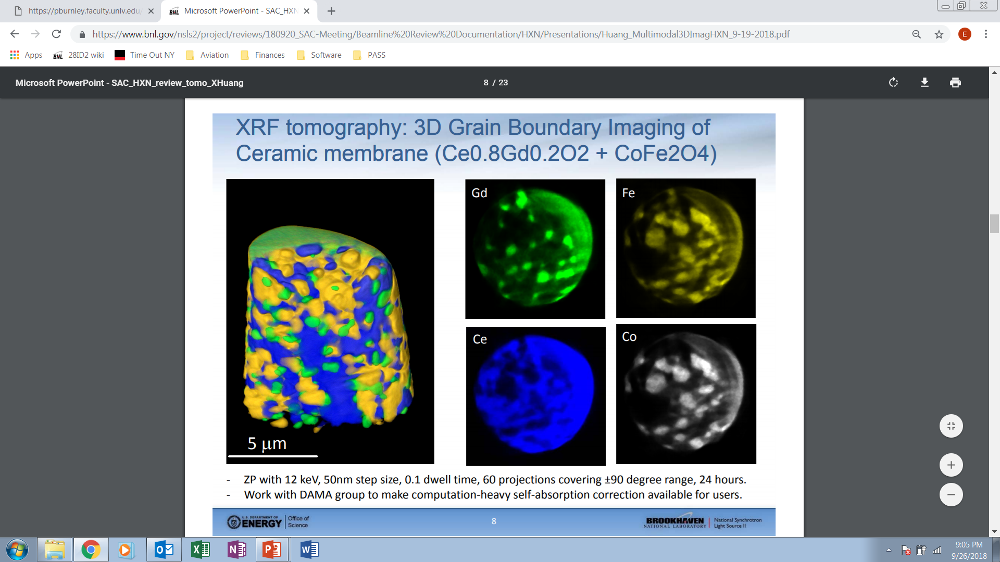 https://pburnley.faculty.unlv.edu/
BNL
Microsoft PowerPoint - SAC_HXN
https://www.bnl.gov/nsls2/project/reviews/180920_SAC-Meeting/Beamline%20Review%20Documentation/HXN/Presentations/Huang_Multimodal3DImagHXN_9-19-2018.pdf
E
Apps
BNL
28ID2 wiki
Time Out NY
Aviation
Finances
Software
PASS
Microsoft PowerPoint - SAC_HXN_review_tomo_XHuang
8 / 23
XRF tomography: 3D Grain Boundary Imaging of
Ceramic membrane (Ce0.8Gd0.2O2 + CoFe2O4)
Gd
Fe
Ce
Co
5 μm
- ZP with 12 keV, 50nm step size, 0.1 dwell time, 60 projections covering ±90 degree range, 24 hours.
- Work with DAMA group to make computation-heavy self-absorption correction available for users.
U.S. DEPARTMENT OF
ENERGY
Office of
Science
8
BROOKHAVEN
NATIONAL LABORATORY
National Synchrotron
Light Source II
9:05 PM
9/26/2018